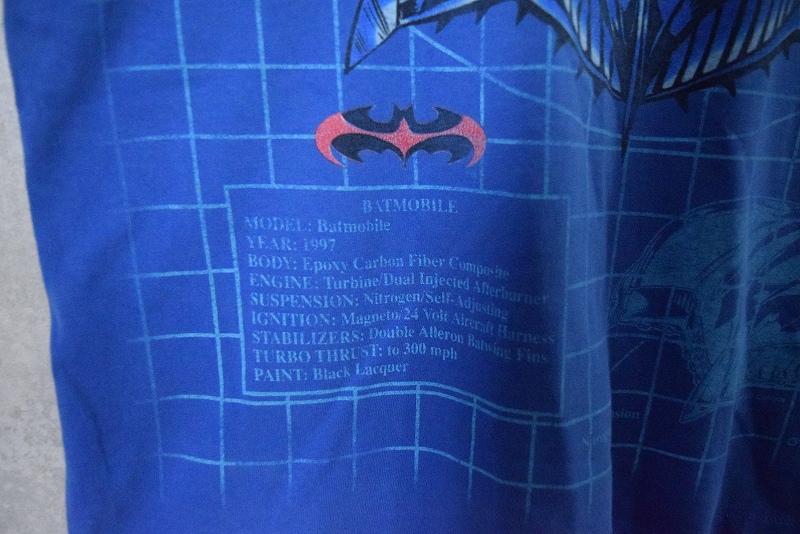 BATMOBILE
MODEL: Batmobile
YEAR: 1997
BODY: Epoxy Carbon Fiber Composite
ENGINE: Turbine/Dual Injected Afterburner
SUSPENSION: Nitrogen/Self-Adjusting
IGNITION: Magneto/24 Volt Aircraft Harness
STABILIZERS: Double Alleron Batwing Fins
TURBO THRUST: to 300 mph
PAINT: Black Lacquer